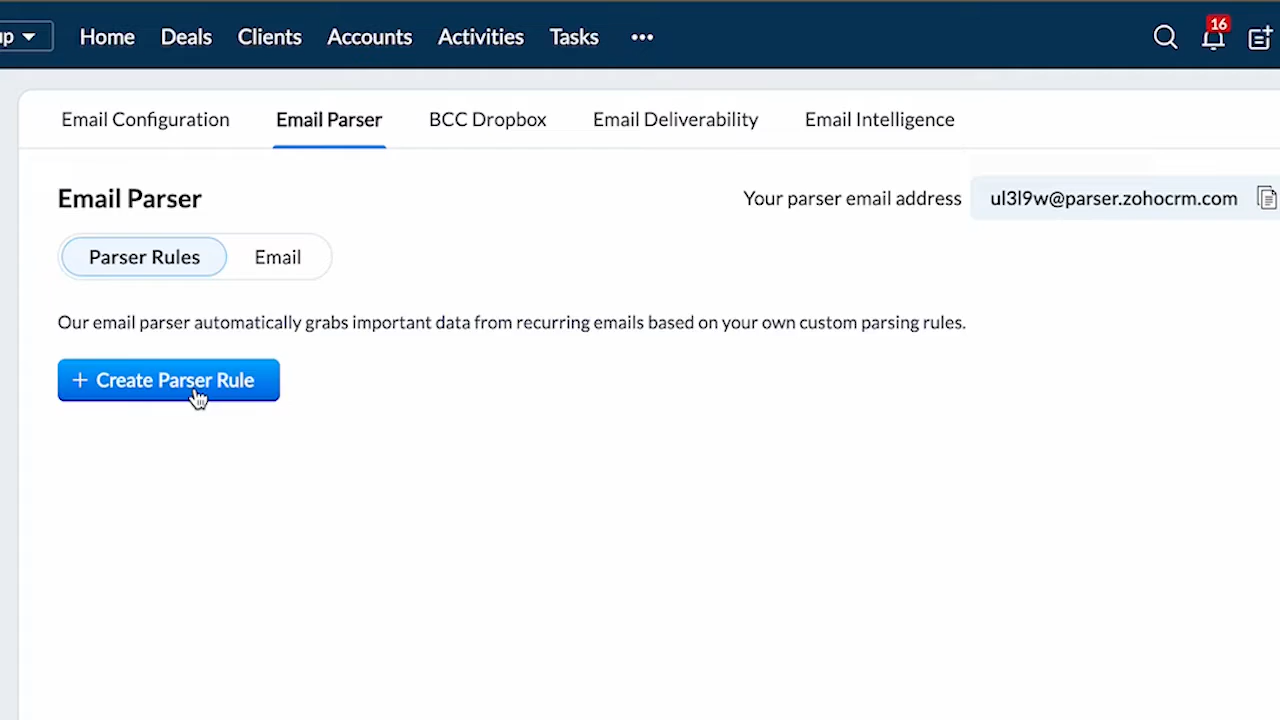 up Home Deals Clients Accounts Activities Tasks ••• 16
Email Configuration Email Parser BCC Dropbox Email Deliverability Email Intelligence
Email Parser Your parser email address ul3l9w@parser.zohocrm.com
Parser Rules Email
Our email parser automatically grabs important data from recurring emails based on your own custom parsing rules.
+ Create Parser Rule